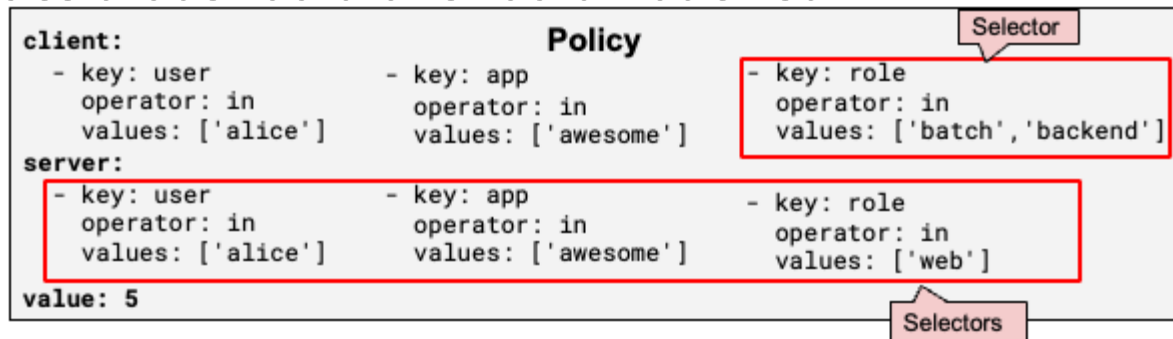 Selector
client:
Policy
- key: user
operator: in
values: ['alice']
- key: app
operator: in
values: ['awesome']
- key: role
operator: in
values: ['batch','backend']
server:
- key: user
operator: in
values: ['alice']
- key: app
operator: in
values: ['awesome']
- key: role
operator: in
values: ['web']
value: 5
Selectors